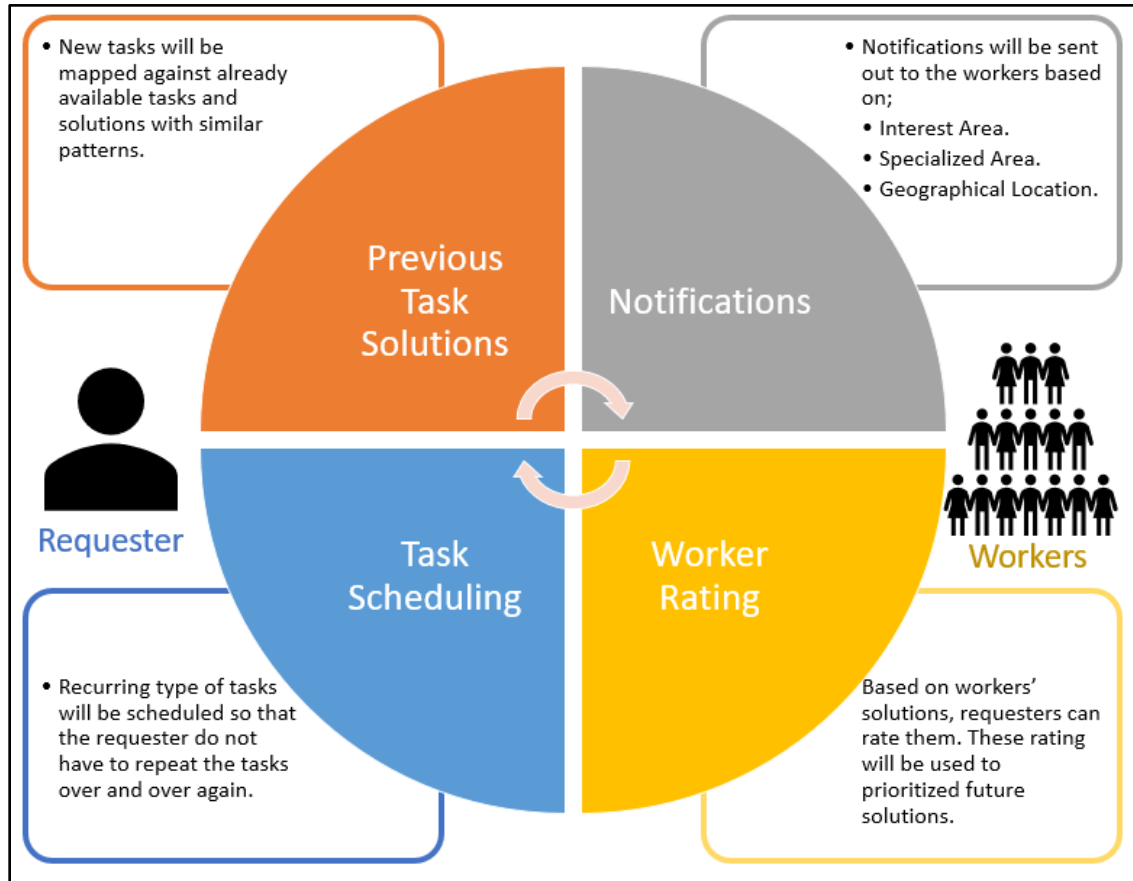 • New tasks will be
mapped against already
available tasks and
solutions with similar
patterns.
• Notifications will be sent
out to the workers based
on;
• Interest Area.
• Specialized Area.
• Geographical Location.
Previous
Task
Solutions
Notifications
Requester
Workers
Task
Scheduling
Worker
Rating
• Recurring type of tasks
will be scheduled so that
the requester do not
have to repeat the tasks
over and over again.
Based on workers’
solutions, requesters can
rate them. These rating
will be used to
prioritized future
solutions.